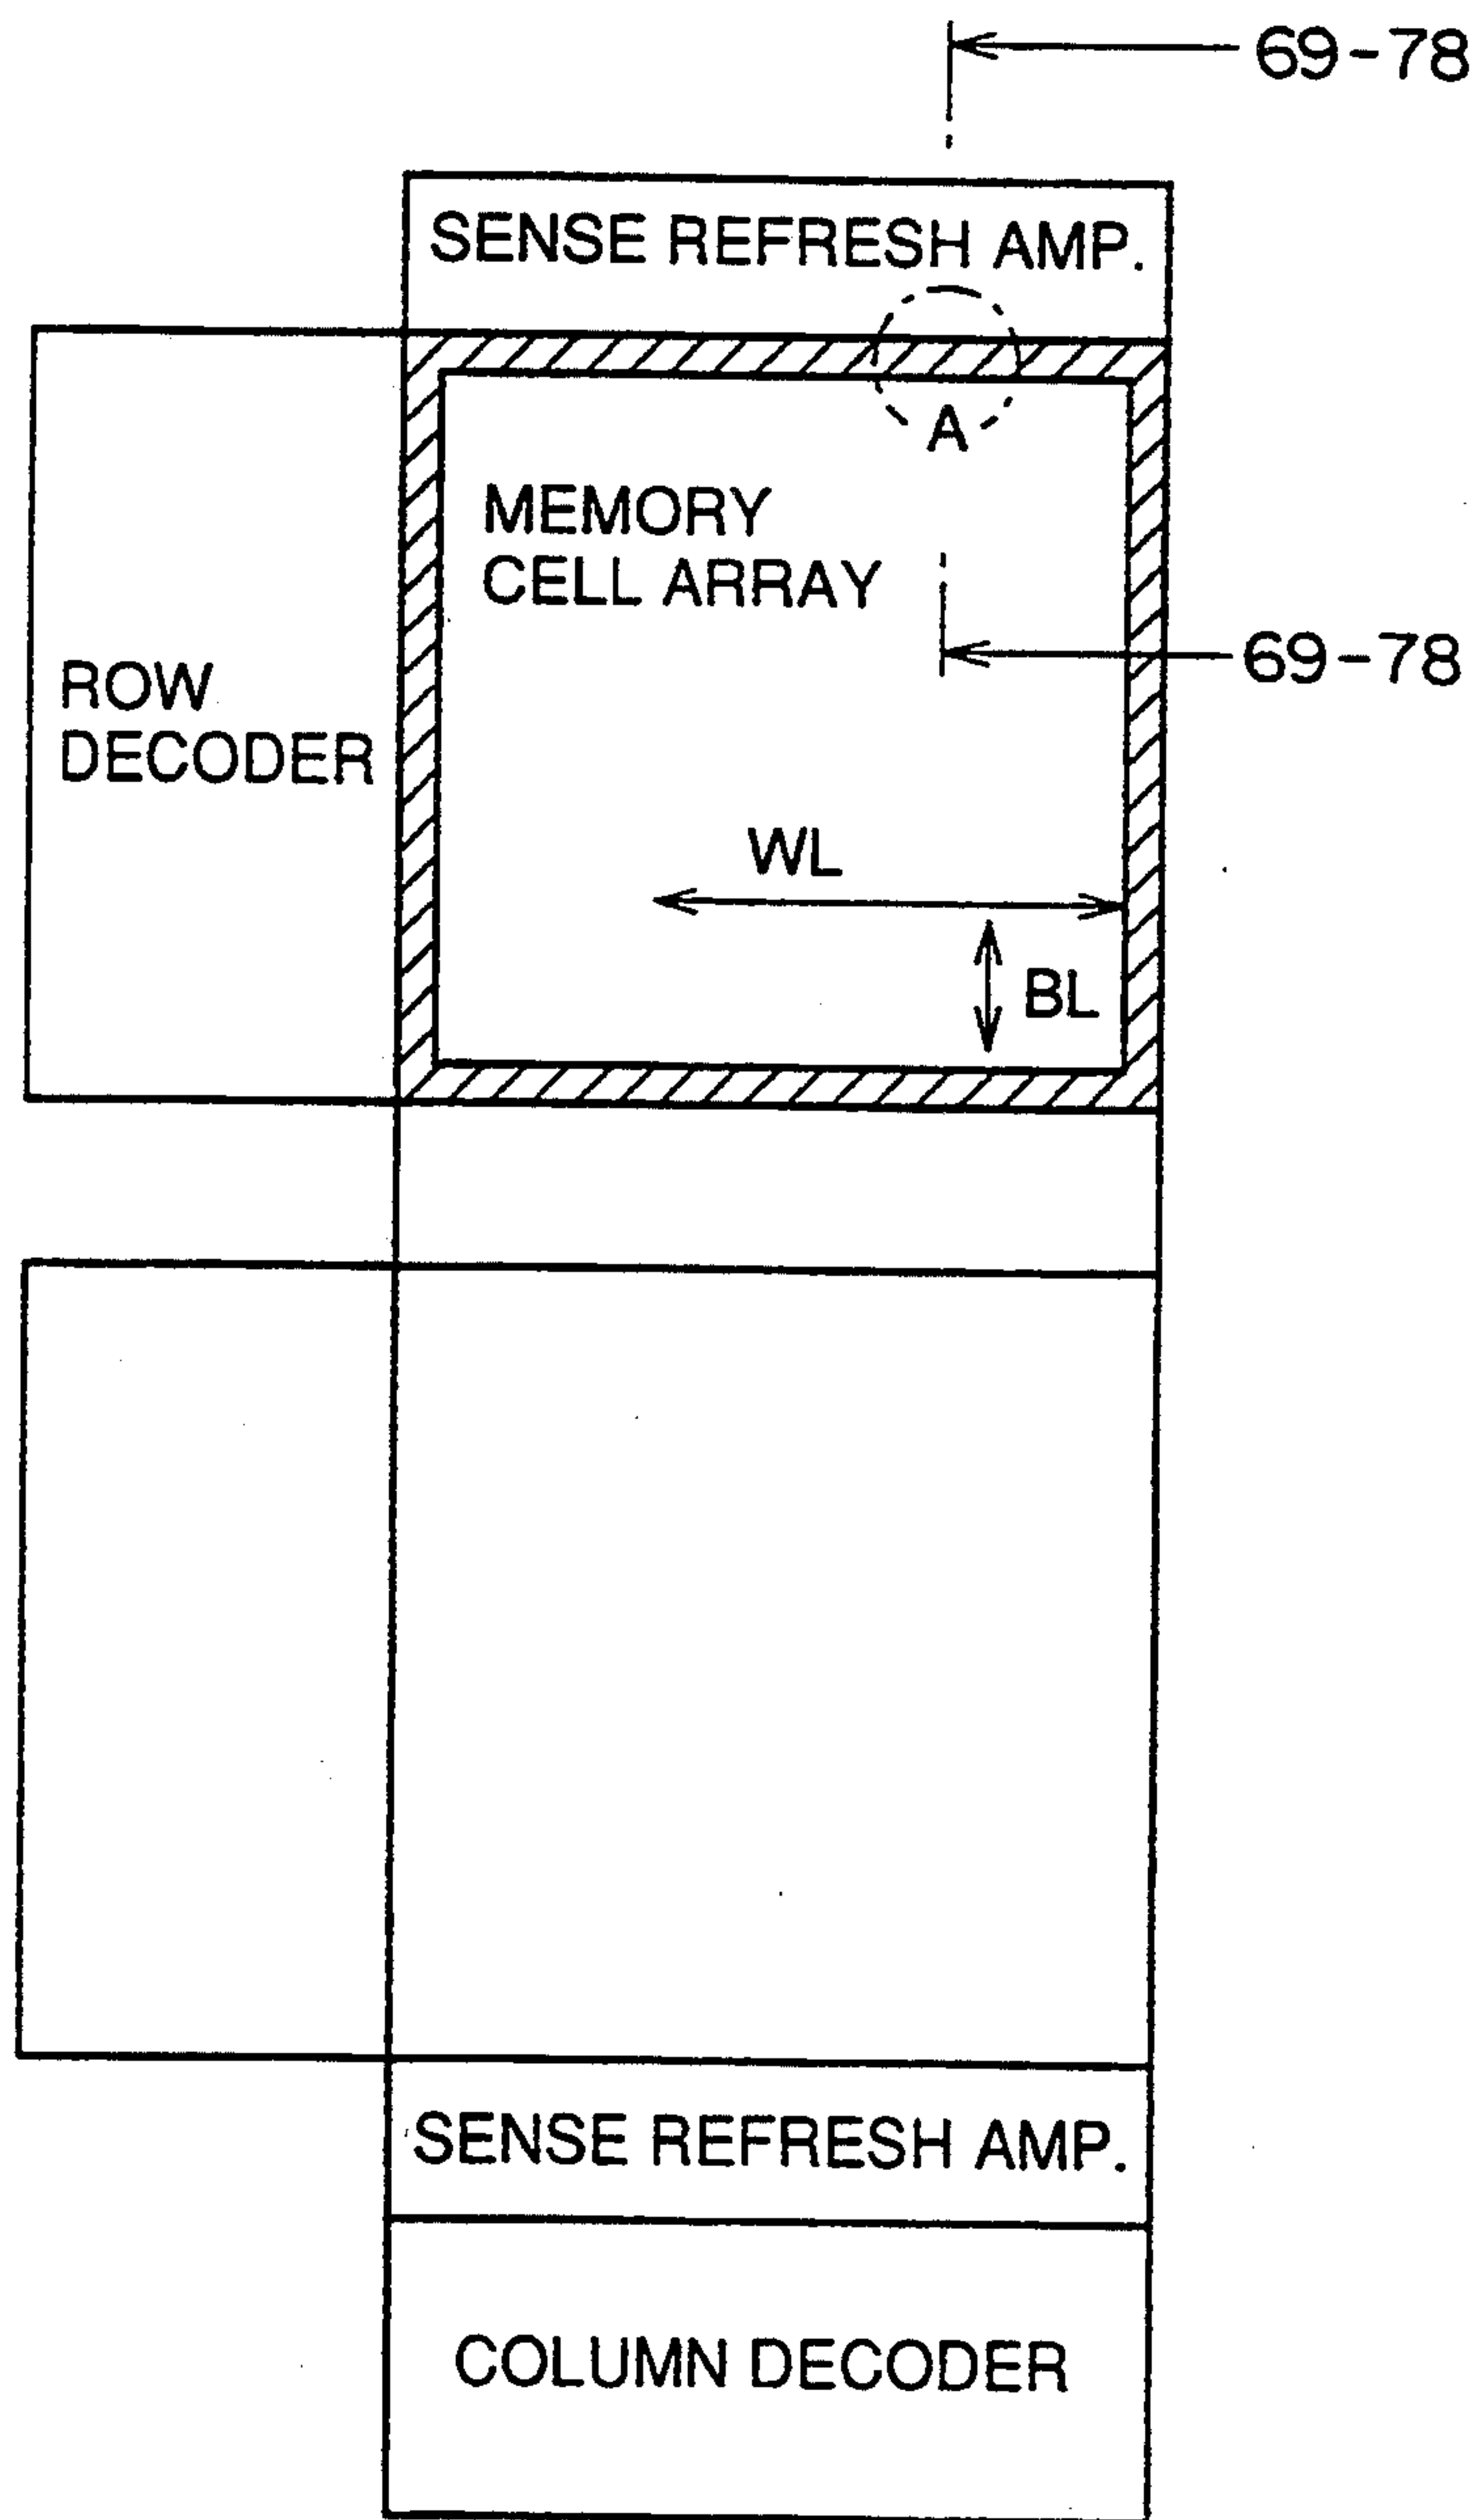 69-78
SENSE REFRESH AMP.
A
MEMORY
CELL ARRAY
69-78
ROW
DECODER
WL
BL
SENSE REFRESH AMP.
COLUMN DECODER